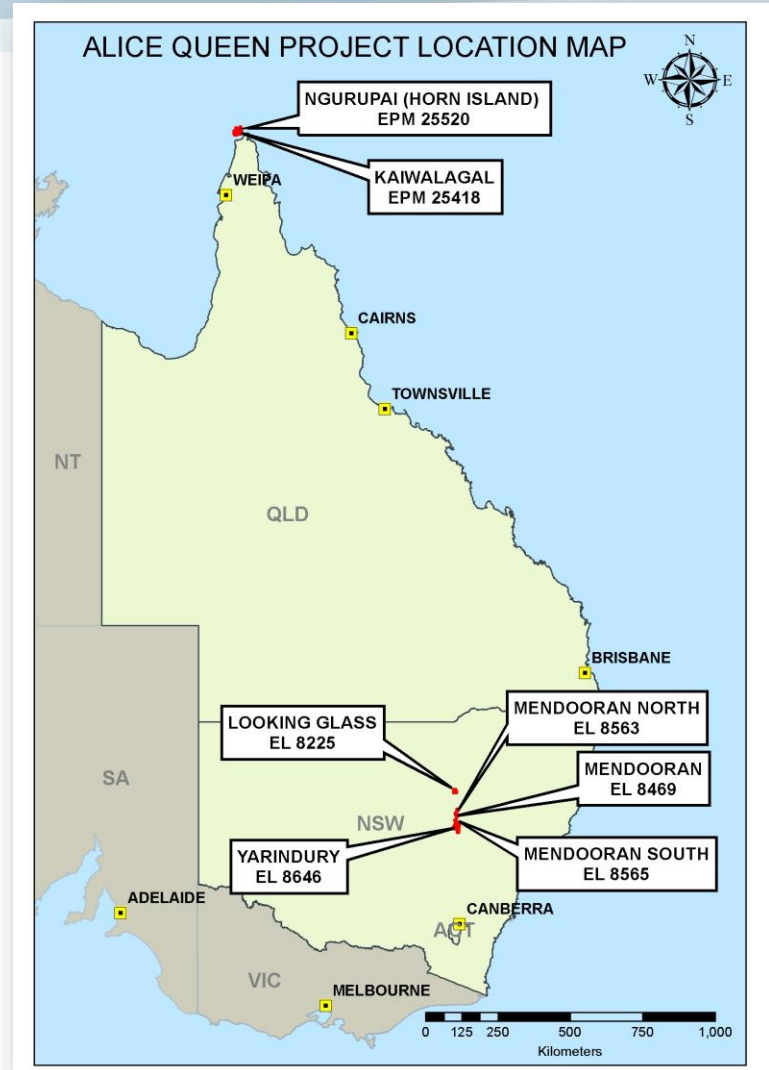 ALICE QUEEN PROJECT LOCATION MAP
N
W E
S
NGURUPAI (HORN ISLAND)
EPM 25520
KAIWALAGAL
EPM 25418
WEIPA
CAIRNS
TOWNSVILLE
NT
QLD
BRISBANE
LOOKING GLASS
EL 8225
MENDOORAN NORTH
EL 8563
MENDOORAN
EL 8469
SA
NSW
YARINDURY
EL 8646
MENDOORAN SOUTH
EL 8565
ADELAIDE
CANBERRA
ACT
VIC
MELBOURNE
0 125 250 500 750 1,000
Kilometers